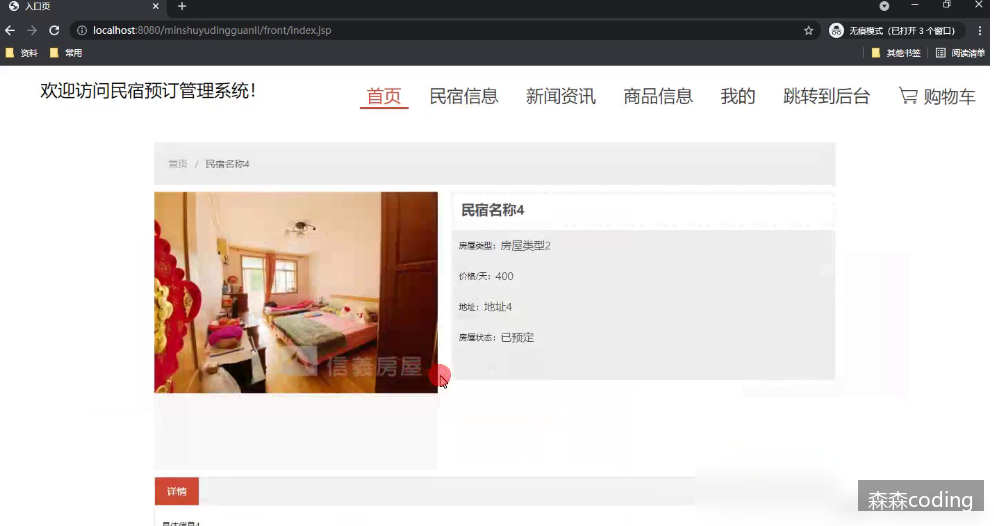 入口页
localhost:8080/minshuyudingguanli/front/index.jsp
无痕模式（已打开 3 个窗口）
资料
常用
其他书签
阅读清单
欢迎访问民宿预订管理系统！
首页
民宿信息
新闻资讯
商品信息
我的
跳转到后台
购物车
首页 / 民宿名称4
民宿名称4
房屋类型：房屋类型2
价格/天：400
地址：地址4
房屋状态：已预定
信義房屋
详情
森森coding